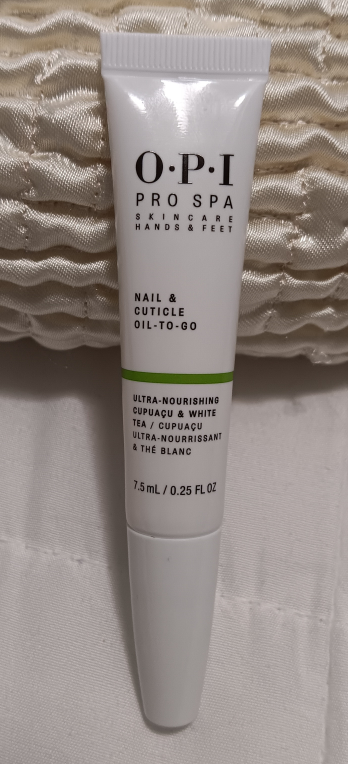 O·P·I
PRO SPA
SKINCARE
HANDS & FEET
NAIL &
CUTICLE
OIL-TO-GO
ULTRA-NOURISHING
CUPUAÇU & WHITE
TEA / CUPUAÇU
ULTRA-NOURRISSANT
& THÉ BLANC
7.5 mL / 0.25 FL OZ